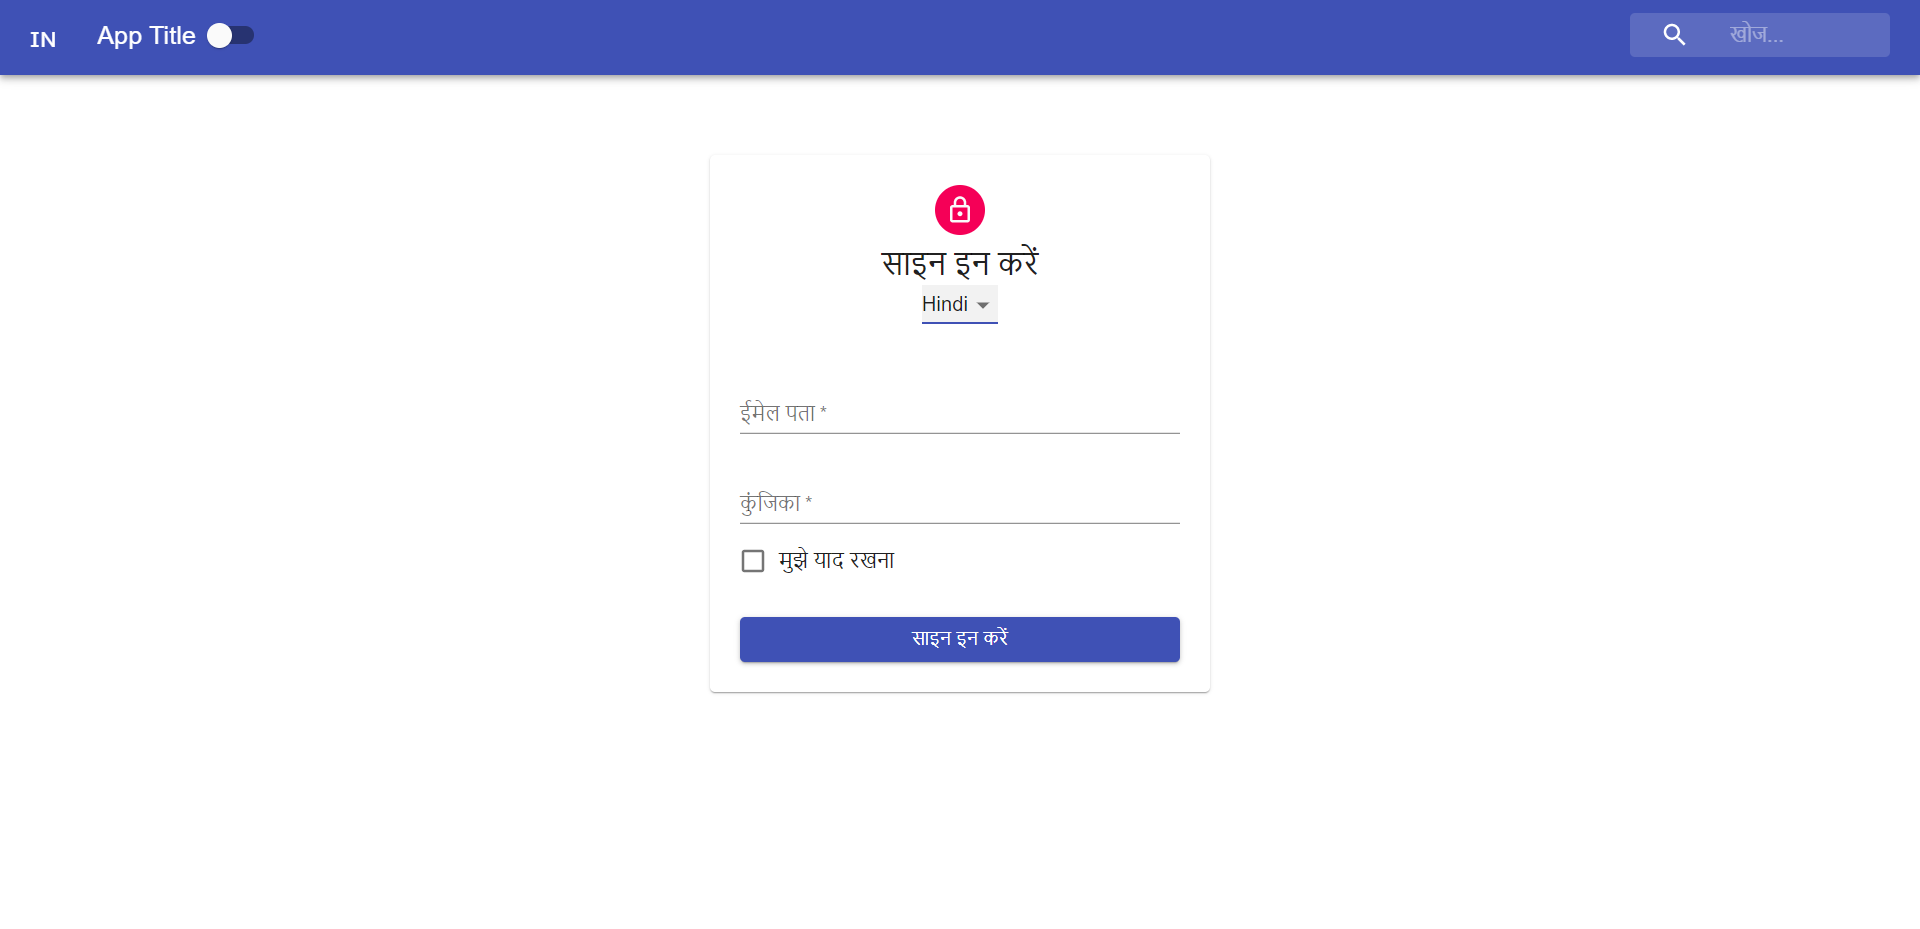 IN App Title खोज...
साइन इन करें
Hindi
ईमेल पता *
कुंजिका *
मुझे याद रखना
साइन इन करें